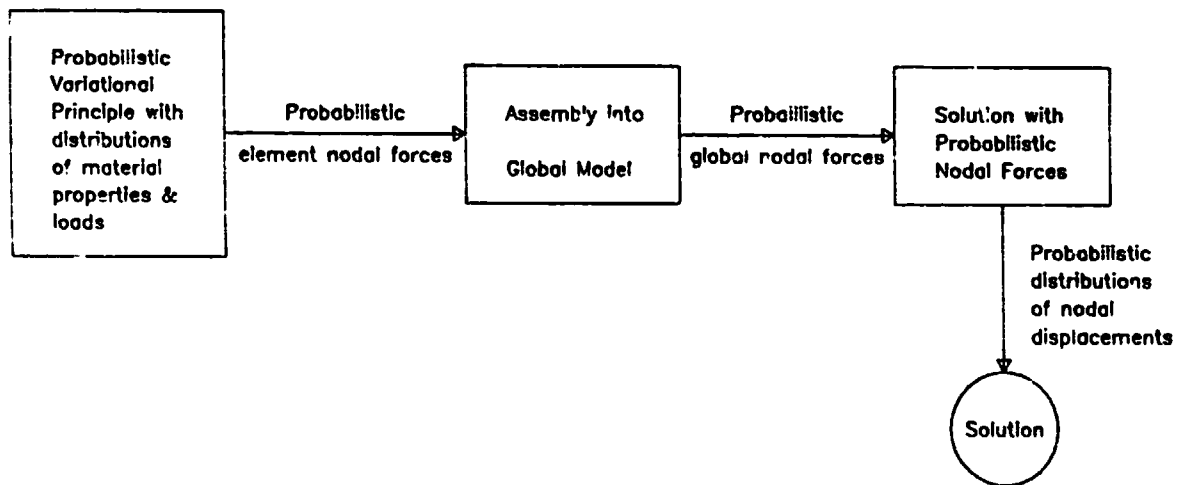 Probabilistic
Variational
Principle with
distributions
of material
properties &
loads
Probabilistic
element nodal forces
Assembly into
Global Model
Probabilistic
global nodal forces
Solution with
Probabilistic
Nodal Forces
Probabilistic
distributions
of nodal
displacements
Solution